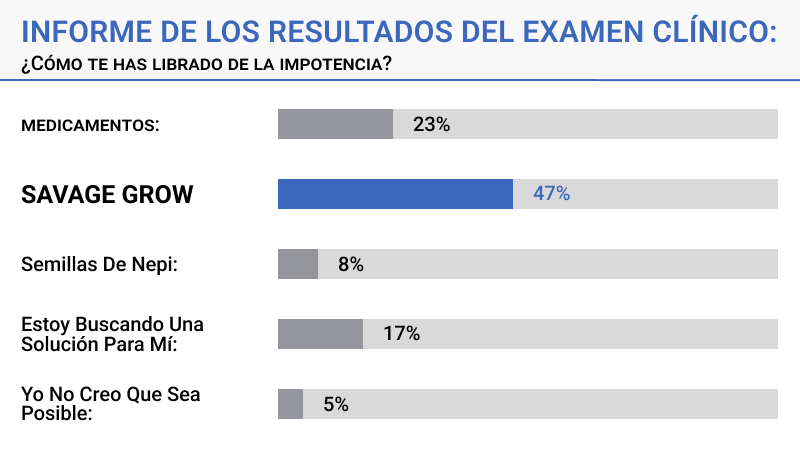 INFORME DE LOS RESULTADOS DEL EXAMEN CLÍNICO:
¿CÓMO TE HAS LIBRADO DE LA IMPOTENCIA?
MEDICAMENTOS:
23%
SAVAGE GROW
47%
Semillas De Nepi:
8%
Estoy Buscando Una
Solución Para Mí:
17%
Yo No Creo Que Sea
Posible:
5%